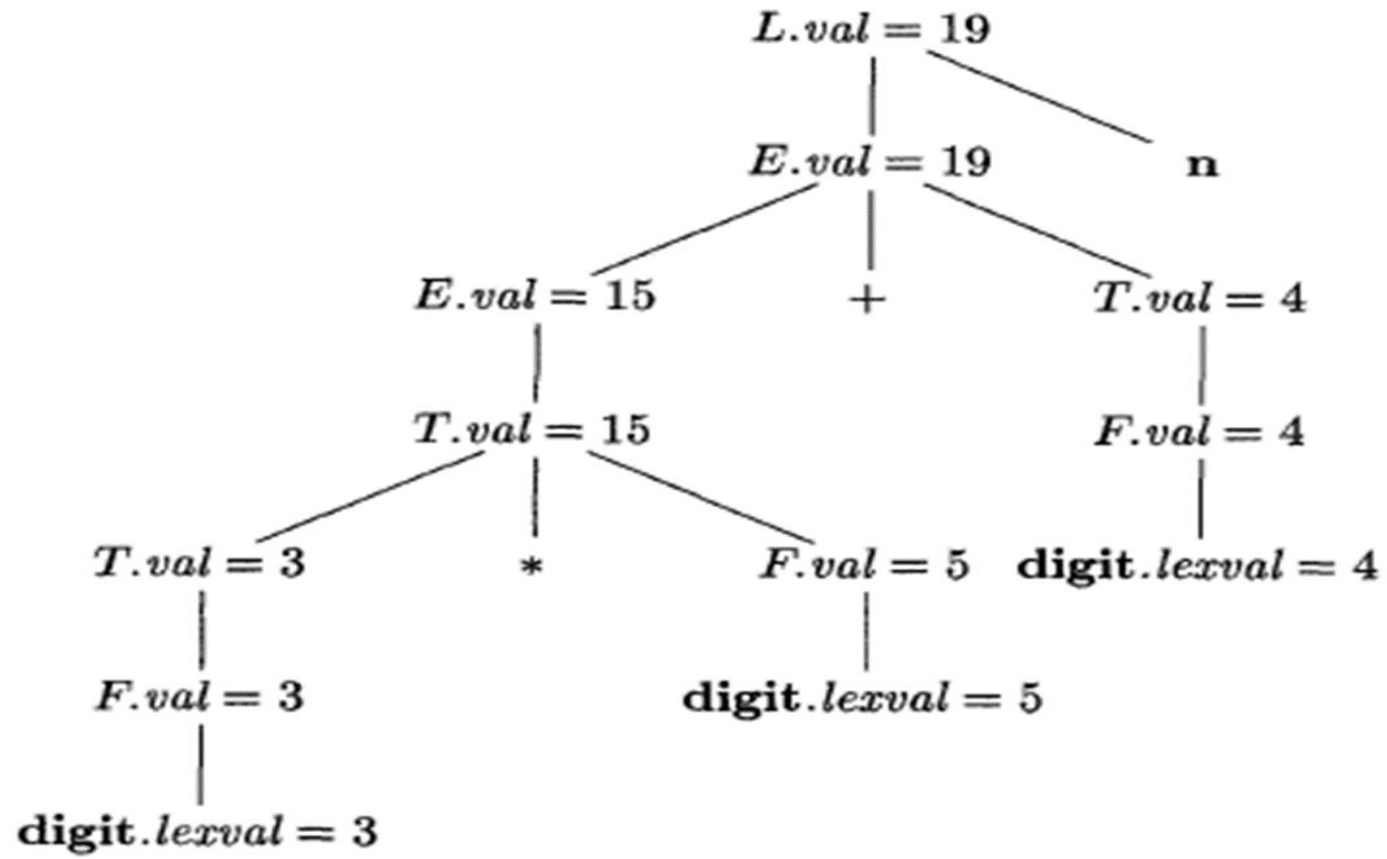 L.val = 19
E.val = 19 n
E.val = 15 + T.val = 4
T.val = 15 F.val = 4
T.val = 3 * F.val = 5 digit.lexval = 4
F.val = 3 digit.lexval = 5
digit.lexval = 3